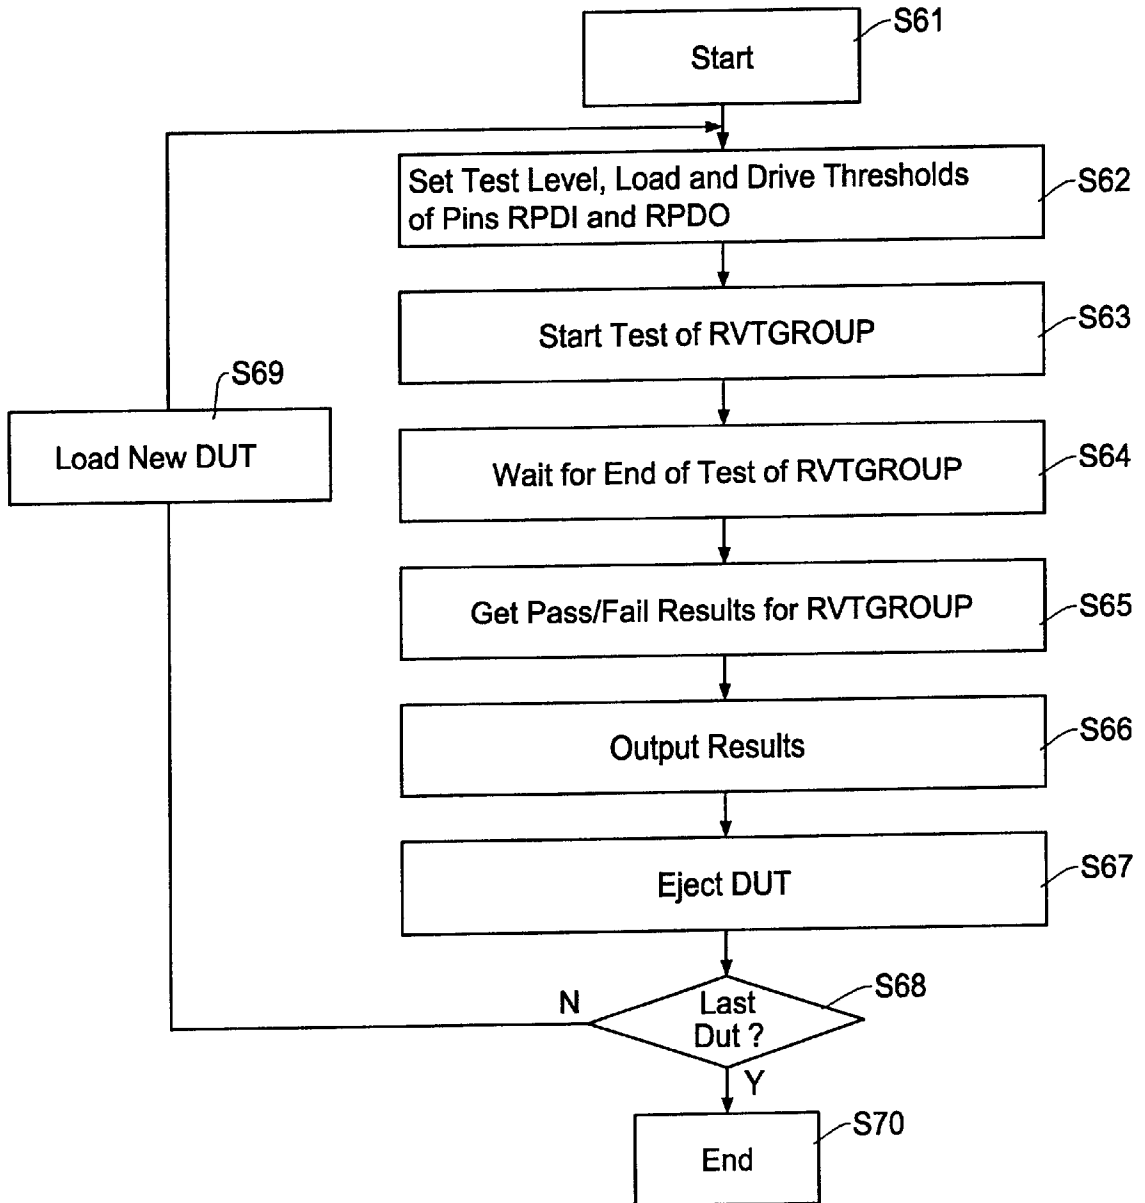 S61
Start
Set Test Level, Load and Drive Thresholds
of Pins RPDI and RPDO
S62
Start Test of RVTGROUP
S63
S69
Load New DUT
Wait for End of Test of RVTGROUP
S64
Get Pass/Fail Results for RVTGROUP
S65
Output Results
S66
Eject DUT
S67
N
Last
Dut ?
S68
Y
End
S70